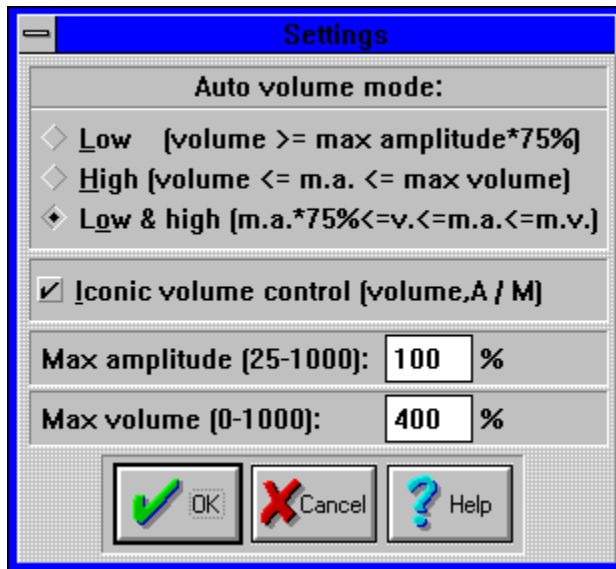 Settings
Auto volume mode:
Low (volume >= max amplitude*75%)
High (volume <= m.a. <= max volume)
Low & high (m.a.*75%<=v.<=m.a.<=m.v.)
Iconic volume control (volume,A / M)
Max amplitude (25-1000): 100 %
Max volume (0-1000): 400 %
OK Cancel Help